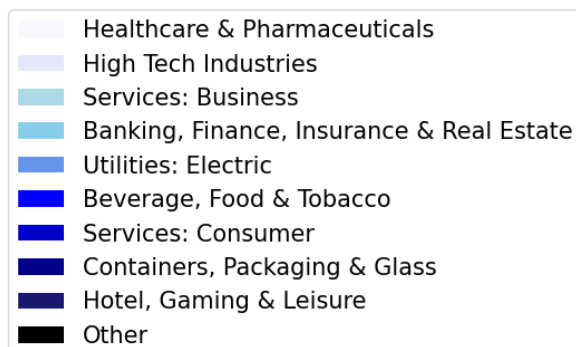 Healthcare & Pharmaceuticals
High Tech Industries
Services: Business
Banking, Finance, Insurance & Real Estate
Utilities: Electric
Beverage, Food & Tobacco
Services: Consumer
Containers, Packaging & Glass
Hotel, Gaming & Leisure
Other